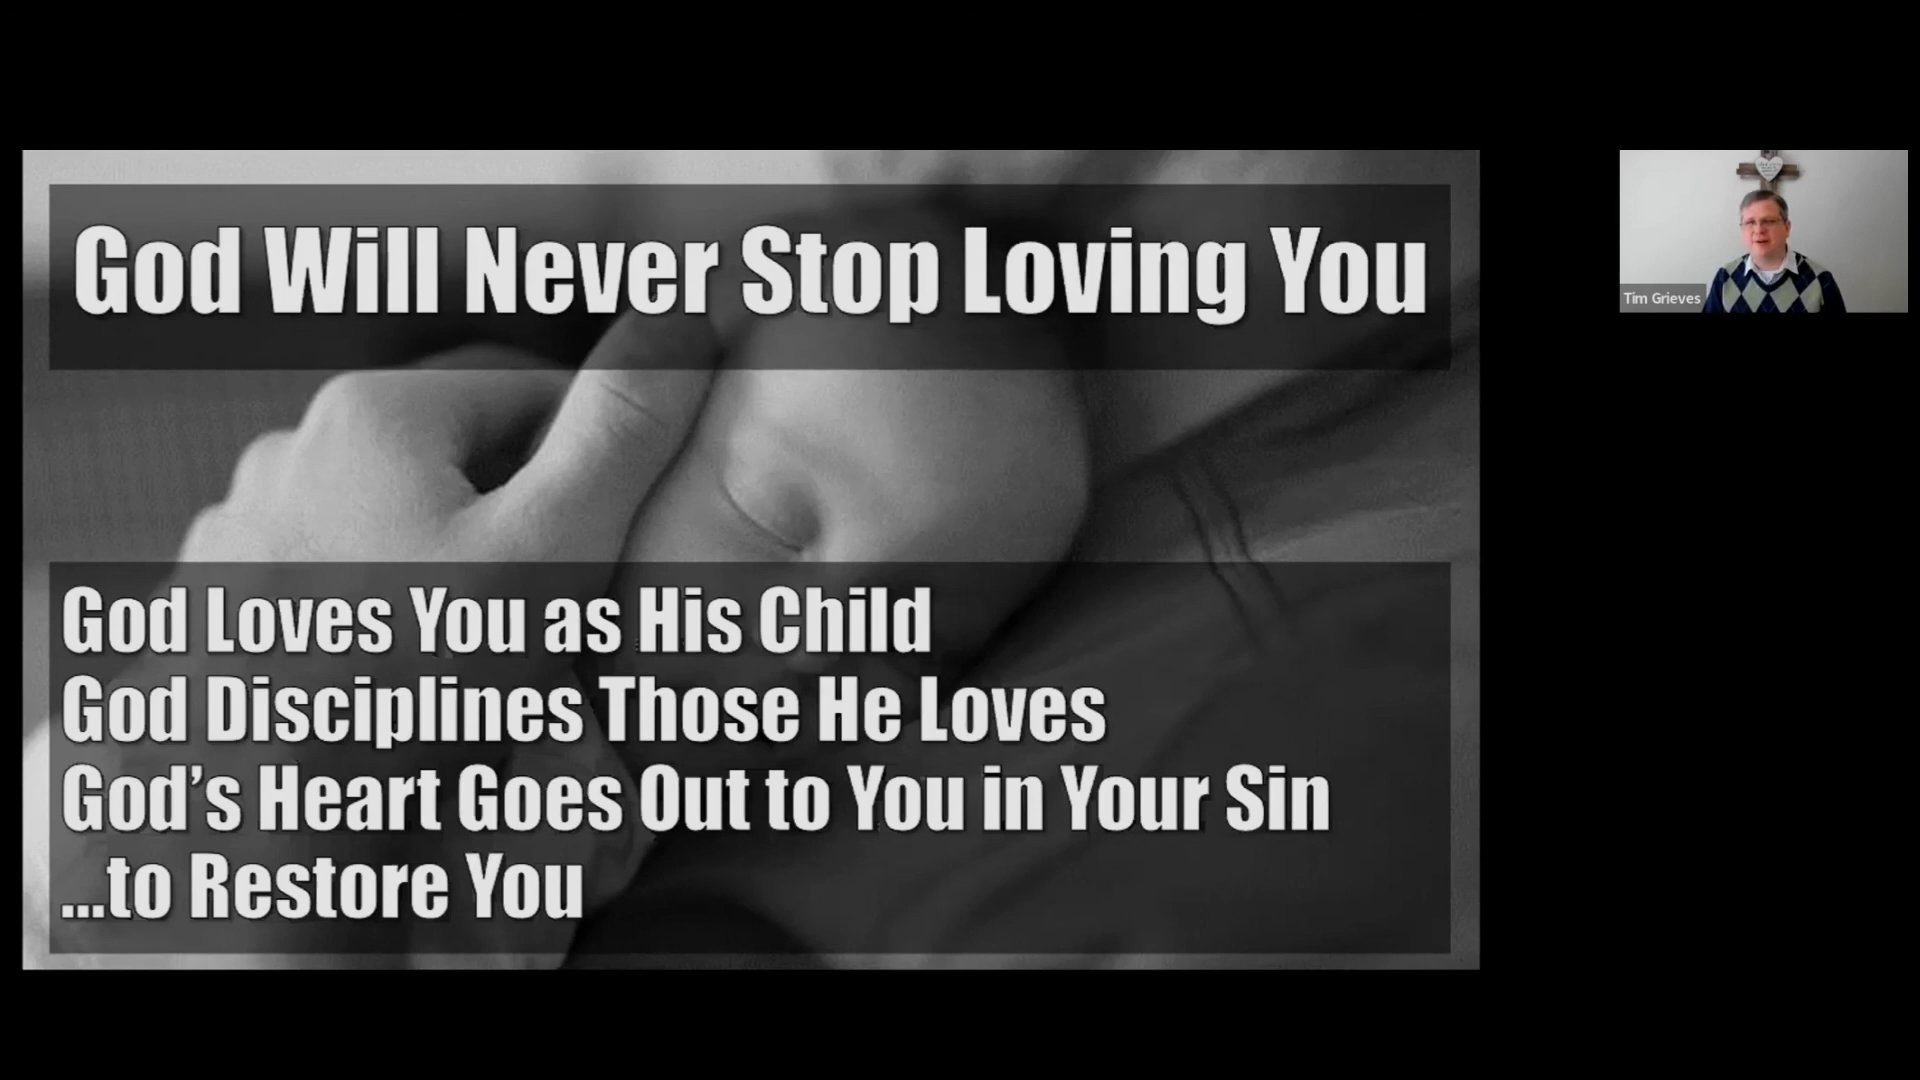 God Will Never Stop Loving You
God Loves You as His Child
God Disciplines Those He Loves
God’s Heart Goes Out to You in Your Sin
...to Restore You
Tim Grieves